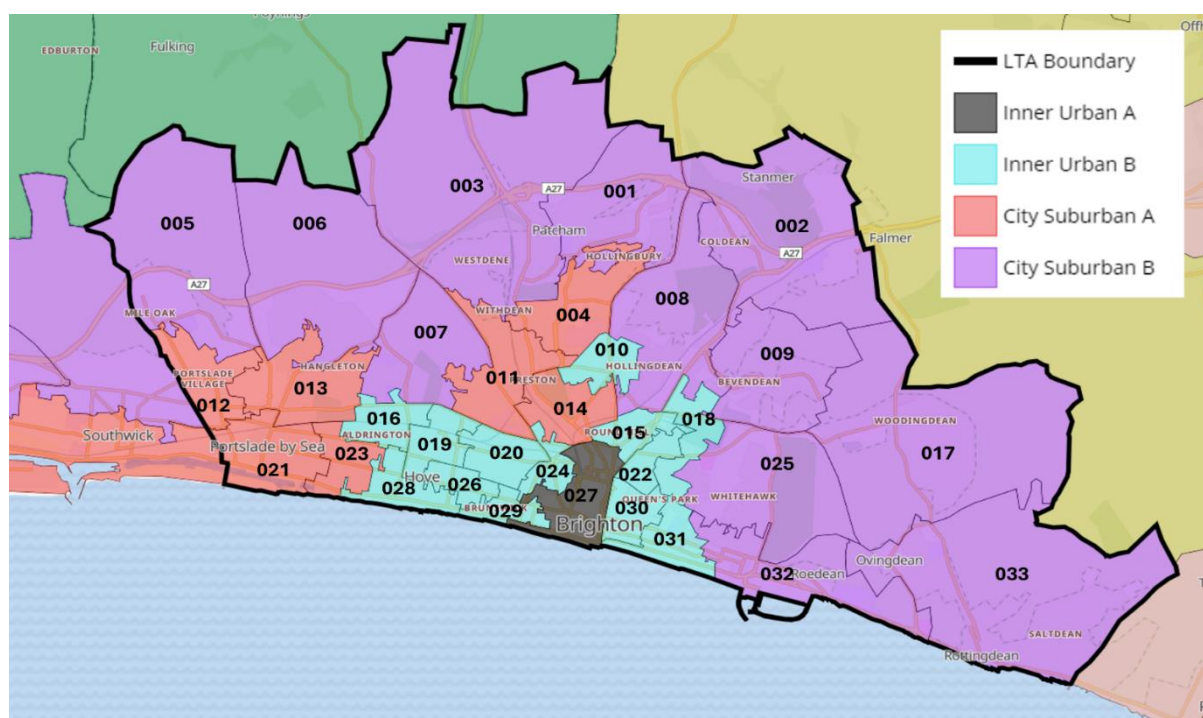 Fulking
EDBURTON
LTA Boundary
Inner Urban A
Inner Urban B
City Suburban A
City Suburban B
003
A27
001
Stanmer
002
005
006
Patcham
COLDEAN
Falmer
A27
WESTDENE
HOLLINGBURY
A27
008
MILE OAK
WITHDEAN
004
007
010
009
HANGLETON
HOLLINGDEAN
PORTSLADE
VILLAGE
013
011
PRESTON
BEVENDEAN
012
014
016
018
WOODINGDEAN
Southwick
Portslade by Sea
ALDRINGTON
015
019
020
023
017
021
024
022
025
Hove
028
026
027
QUEEN'S PARK
WHITEHAWK
029
030
Brighton
031
Ovingdean
032
Roedean
033
SALTDEAN
Rottingdean